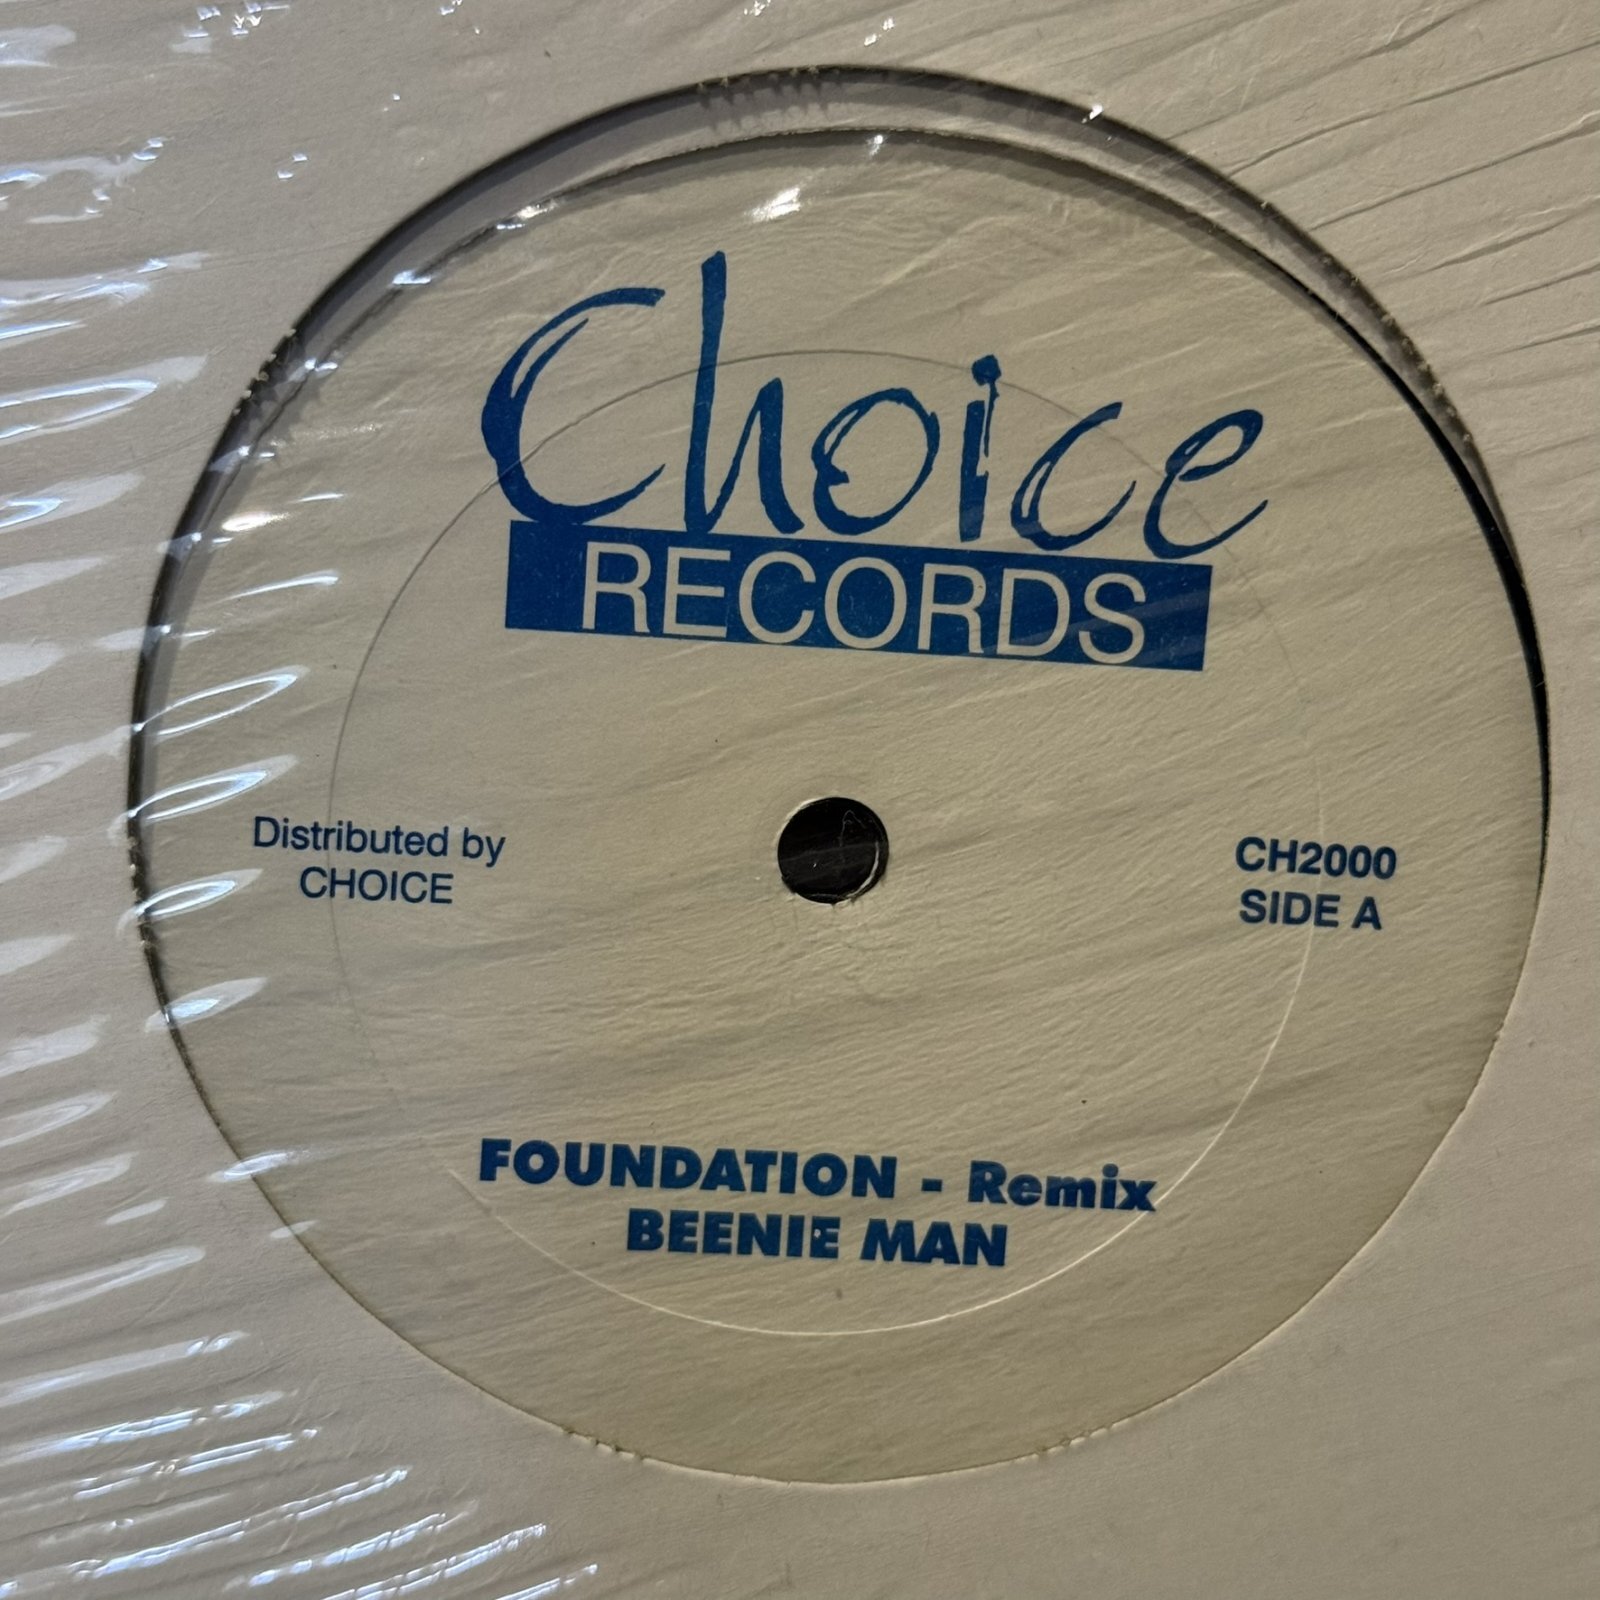 Choice
RECORDS
Distributed by
CHOICE
CH2000
SIDE A
FOUNDATION - Remix
BEENIE MAN